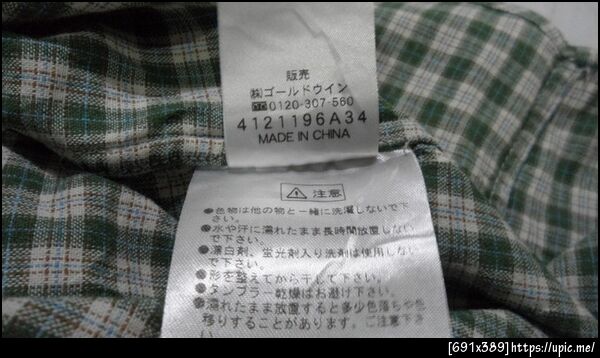 販売
㈱ゴールドウイン
0120-307-560
4121196A34
MADE IN CHINA
⚠ 注意
●色物は他の物と一緒に洗濯しないで下
さい。
●水や汗に濡れたまま長時間放置しない
で下さい。
●漂白剤、蛍光剤入り洗剤は使用しな
い
●形を整えてから干して下さい。
●タンブラー乾燥はお避け下さい。
●濡れたまま放置すると多少色落ちや色
移りすることがあります。ご注意下さい
[691x389]https://upic.me/